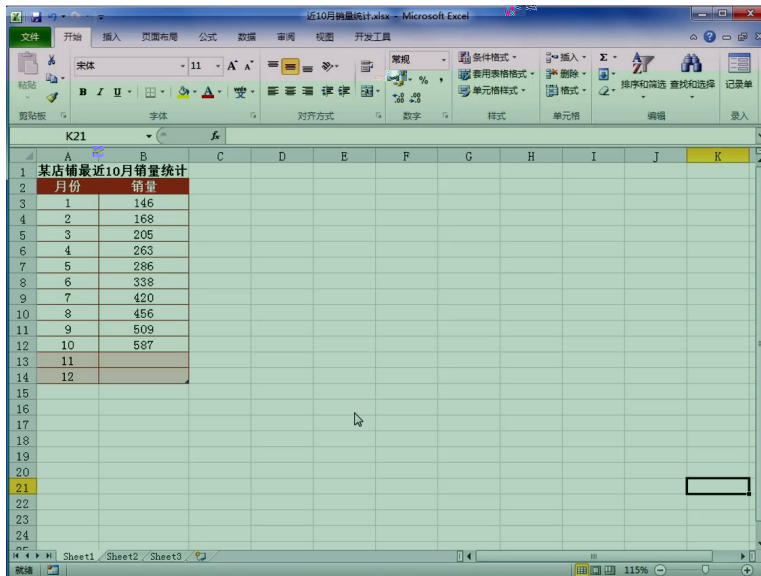 近10月销量统计.xlsx - Microsoft Excel
文件 开始 插入 页面布局 公式 数据 审阅 视图 开发工具
宋体 11 A A 常规 条件格式 插入 Σ
粘贴 套用表格格式 删除 排序和筛选 查找和选择 记录单
B I U A 变 % , 单元格样式 格式
.00 .00
剪贴板 字体 对齐方式 数字 样式 单元格 编辑 录入
K21 fx
A B C D E F G H I J K
1 某店铺最近10月销量统计
2 月份 销量
3 1 146
4 2 168
5 3 205
6 4 263
7 5 286
8 6 338
9 7 420
10 8 456
11 9 509
12 10 587
13 11
14 12
15
16
17
18
19
20
21
22
23
24
Sheet1 Sheet2 Sheet3
就绪 115%